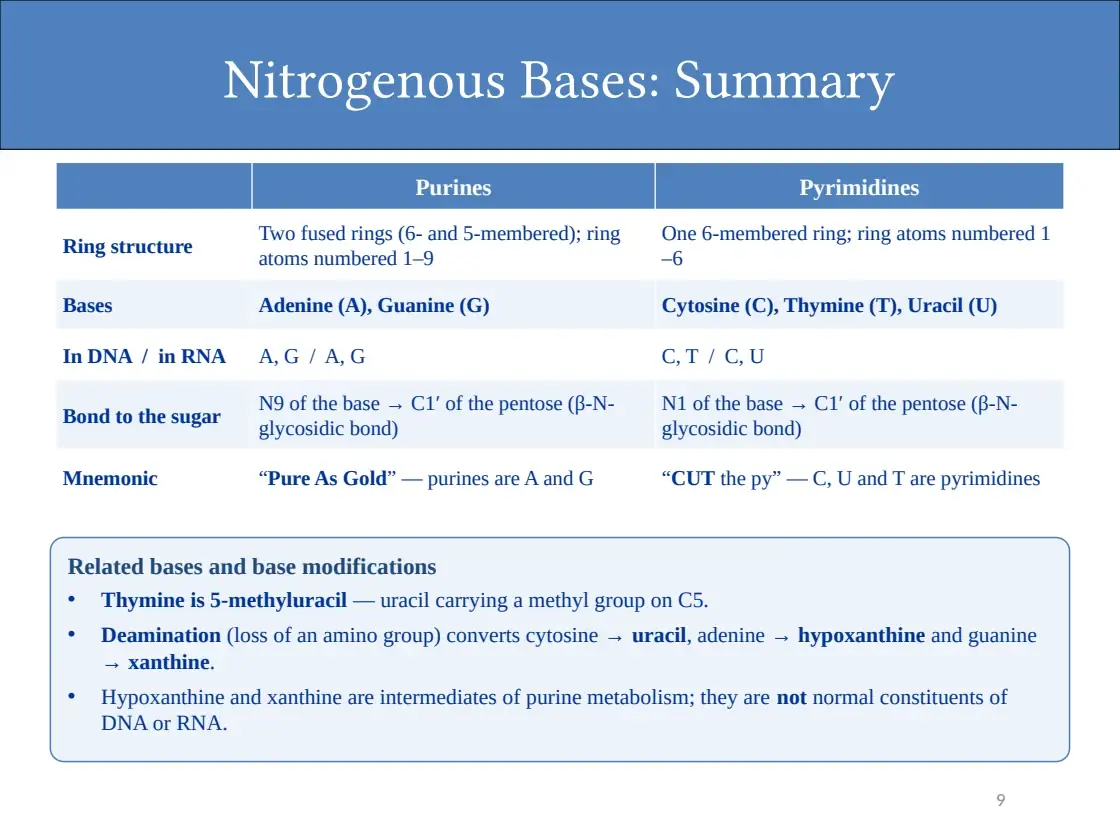 Nitrogenous Bases: Summary
Purines
Pyrimidines
Ring structure
Two fused rings (6- and 5-membered); ring
atoms numbered 1–9
One 6-membered ring; ring atoms numbered 1
–6
Bases
Adenine (A), Guanine (G)
Cytosine (C), Thymine (T), Uracil (U)
In DNA / in RNA
A, G / A, G
C, T / C, U
Bond to the sugar
N9 of the base → C1′ of the pentose (β-N-
glycosidic bond)
N1 of the base → C1′ of the pentose (β-N-
glycosidic bond)
Mnemonic
“Pure As Gold” — purines are A and G
“CUT the py” — C, U and T are pyrimidines
Related bases and base modifications
• Thymine is 5-methyluracil — uracil carrying a methyl group on C5.
• Deamination (loss of an amino group) converts cytosine → uracil, adenine → hypoxanthine and guanine
→ xanthine.
• Hypoxanthine and xanthine are intermediates of purine metabolism; they are not normal constituents of
DNA or RNA.
9